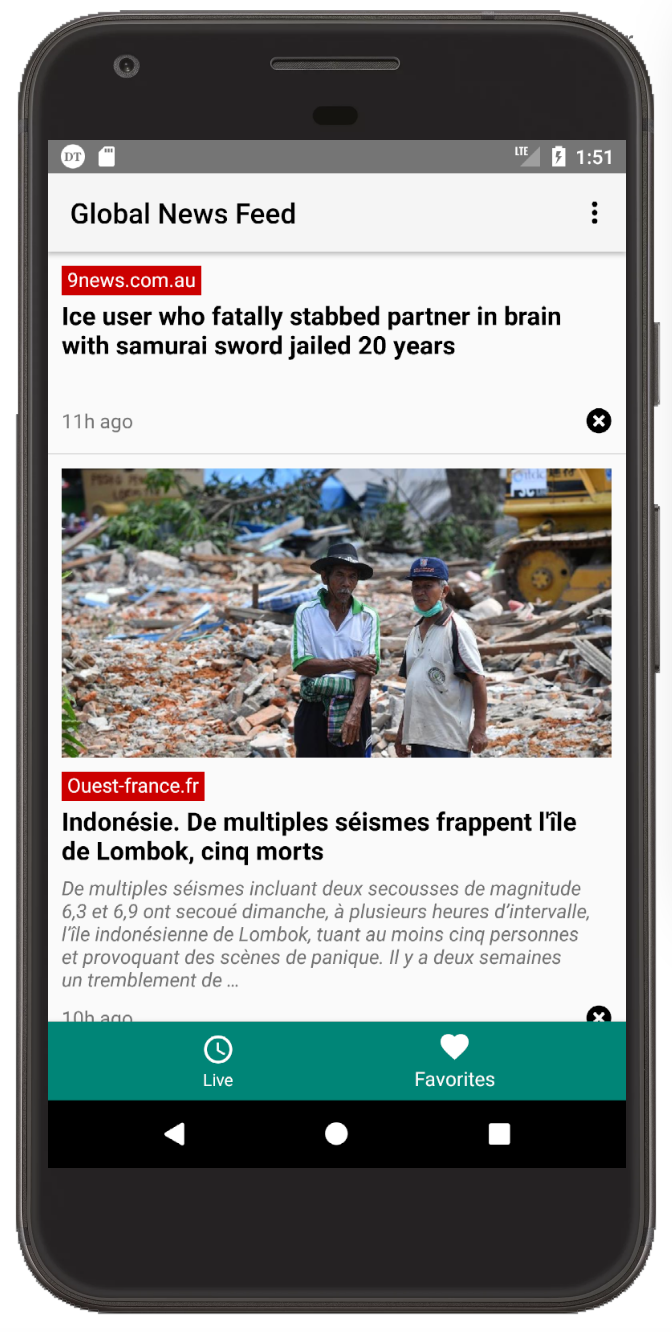 DT
LTE
1:51
Global News Feed
9news.com.au
Ice user who fatally stabbed partner in brain
with samurai sword jailed 20 years
11h ago
Ouest-france.fr
Indonésie. De multiples séismes frappent l'île
de Lombok, cinq morts
De multiples séismes incluant deux secousses de magnitude
6,3 et 6,9 ont secoué dimanche, à plusieurs heures d’intervalle,
l’île indonésienne de Lombok, tuant au moins cinq personnes
et provoquant des scènes de panique. Il y a deux semaines
un tremblement de …
10h ago
Live
Favorites